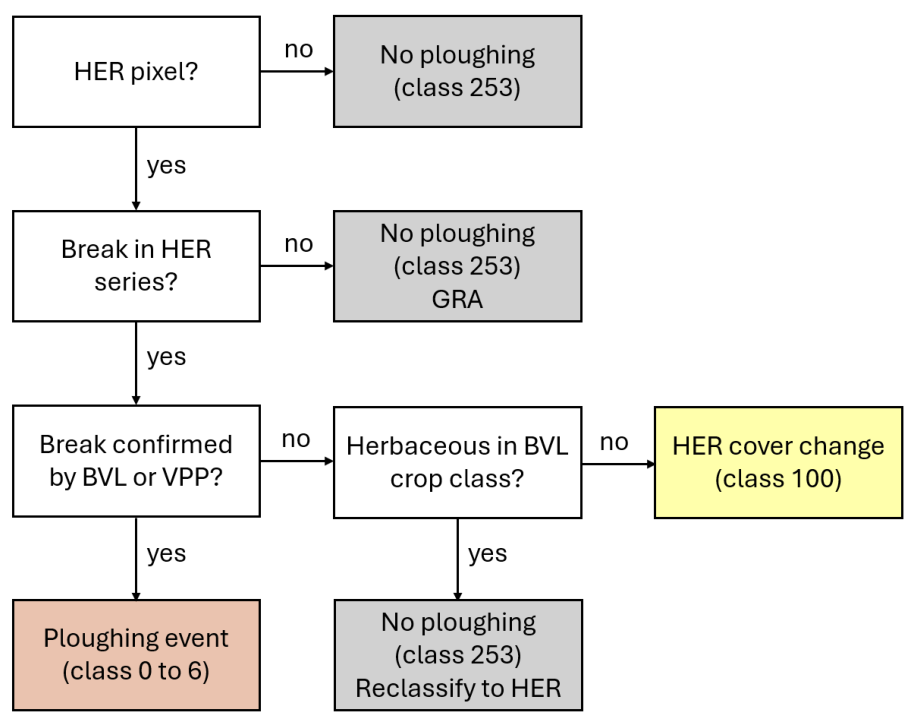 HER pixel?
no
No ploughing
(class 253)
yes
Break in HER
series?
no
No ploughing
(class 253)
GRA
yes
Break confirmed
by BVL or VPP?
no
Herbaceous in BVL
crop class?
no
HER cover change
(class 100)
yes
yes
Ploughing event
(class 0 to 6)
No ploughing
(class 253)
Reclassify to HER